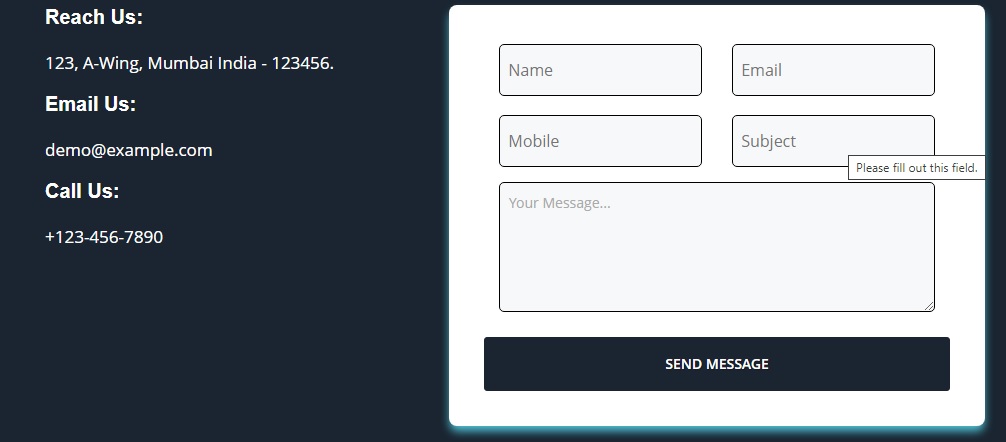 Reach Us:
123, A-Wing, Mumbai India - 123456.
Email Us:
demo@example.com
Call Us:
+123-456-7890
Name
Email
Mobile
Subject
Please fill out this field.
Your Message...
SEND MESSAGE